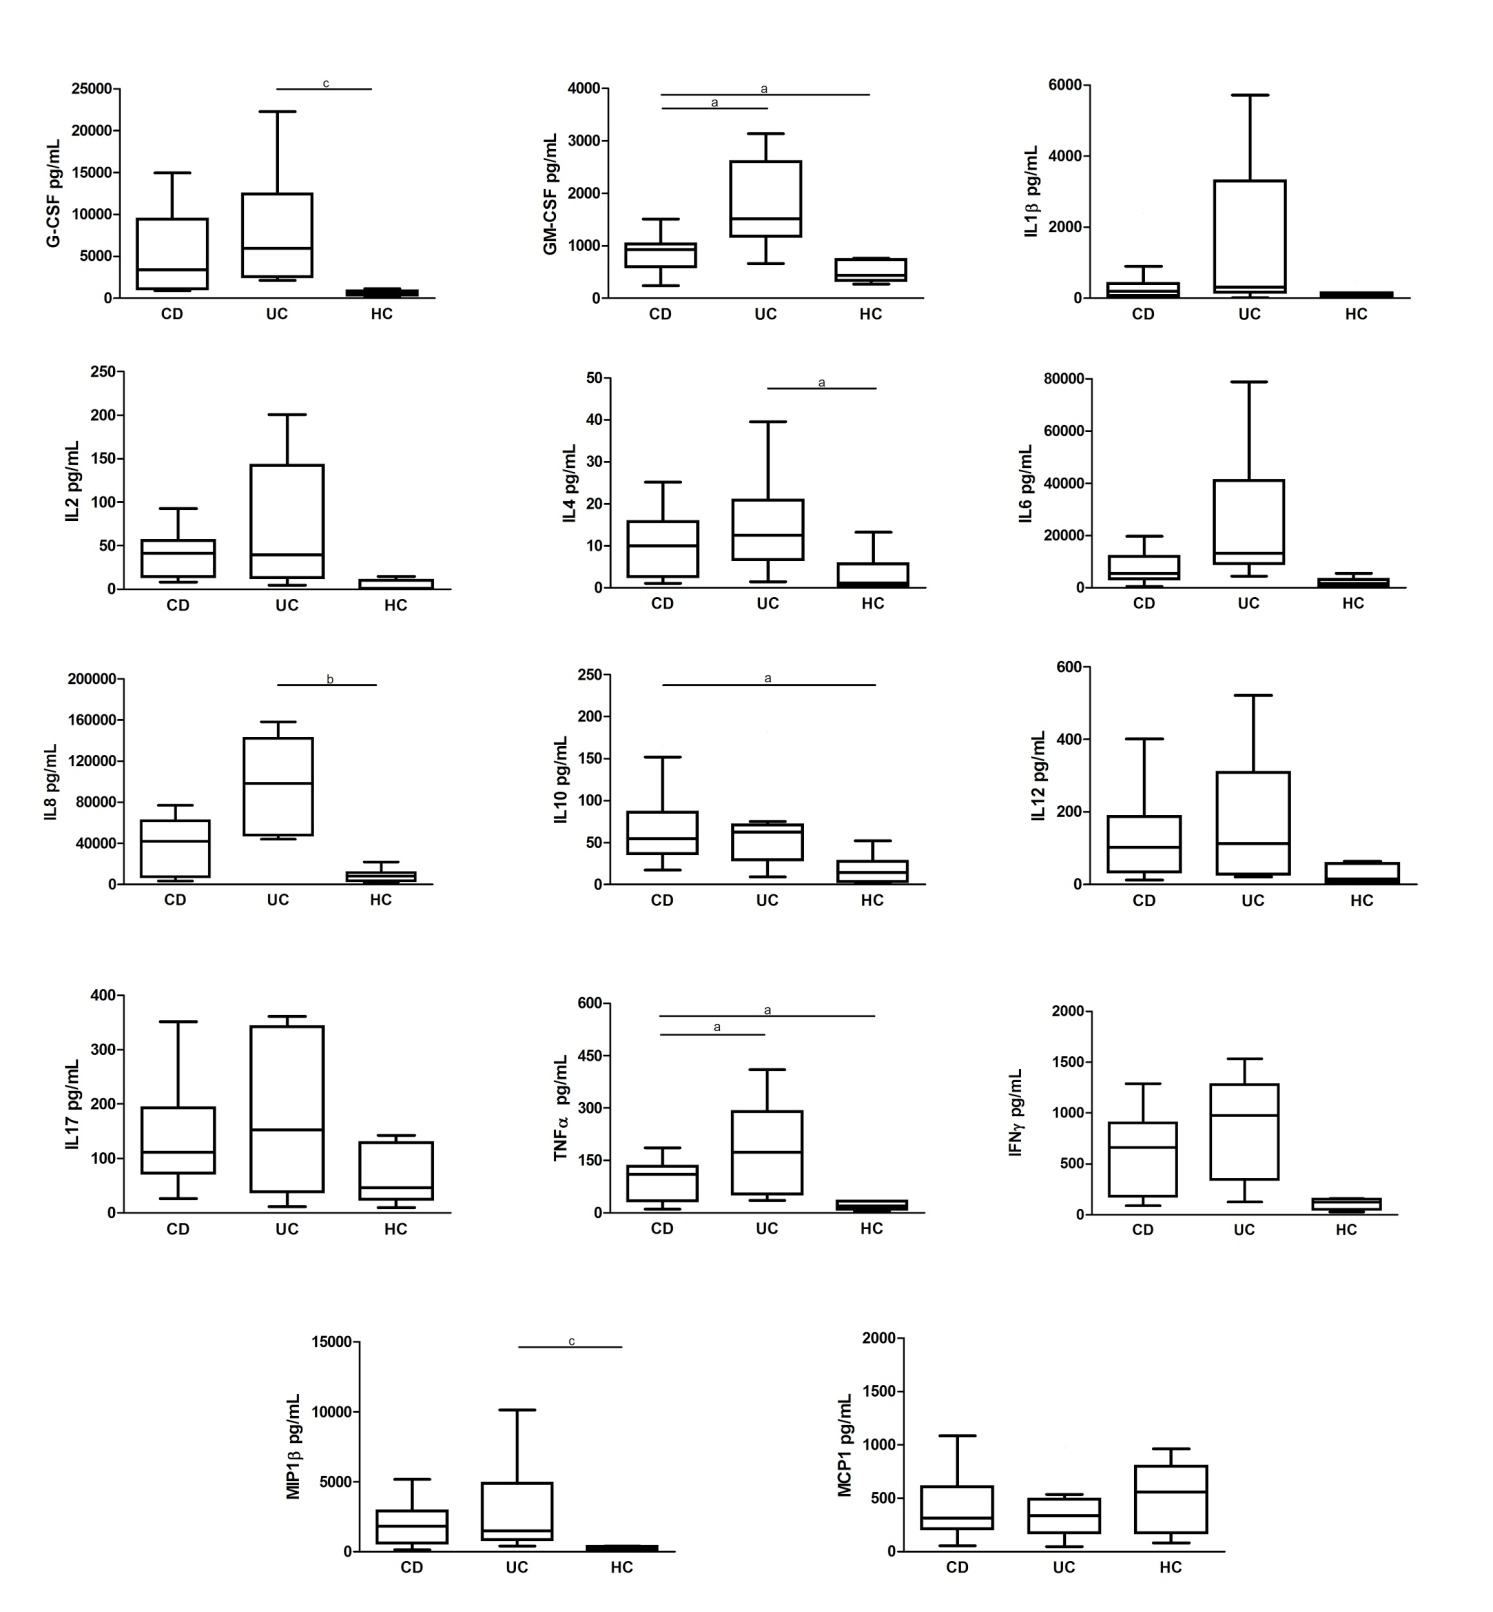 c
25000
20000
15000
10000
5000
0
G-CSF pg/mL
CD UC HC
a
a
4000
3000
2000
1000
0
GM-CSF pg/mL
CD UC HC
6000
4000
2000
0
IL1β pg/mL
CD UC HC
250
200
150
100
50
0
IL2 pg/mL
CD UC HC
a
50
40
30
20
10
0
IL4 pg/mL
CD UC HC
80000
60000
40000
20000
0
IL6 pg/mL
CD UC HC
b
200000
160000
120000
80000
40000
0
IL8 pg/mL
CD UC HC
a
250
200
150
100
50
0
IL10 pg/mL
CD UC HC
600
400
200
0
IL12 pg/mL
CD UC HC
400
300
200
100
0
IL17 pg/mL
CD UC HC
a
a
600
450
300
150
0
TNFα pg/mL
CD UC HC
2000
1500
1000
500
0
IFNγ pg/mL
CD UC HC
c
15000
10000
5000
0
MIP1β pg/mL
CD UC HC
2000
1500
1000
500
0
MCP1 pg/mL
CD UC HC